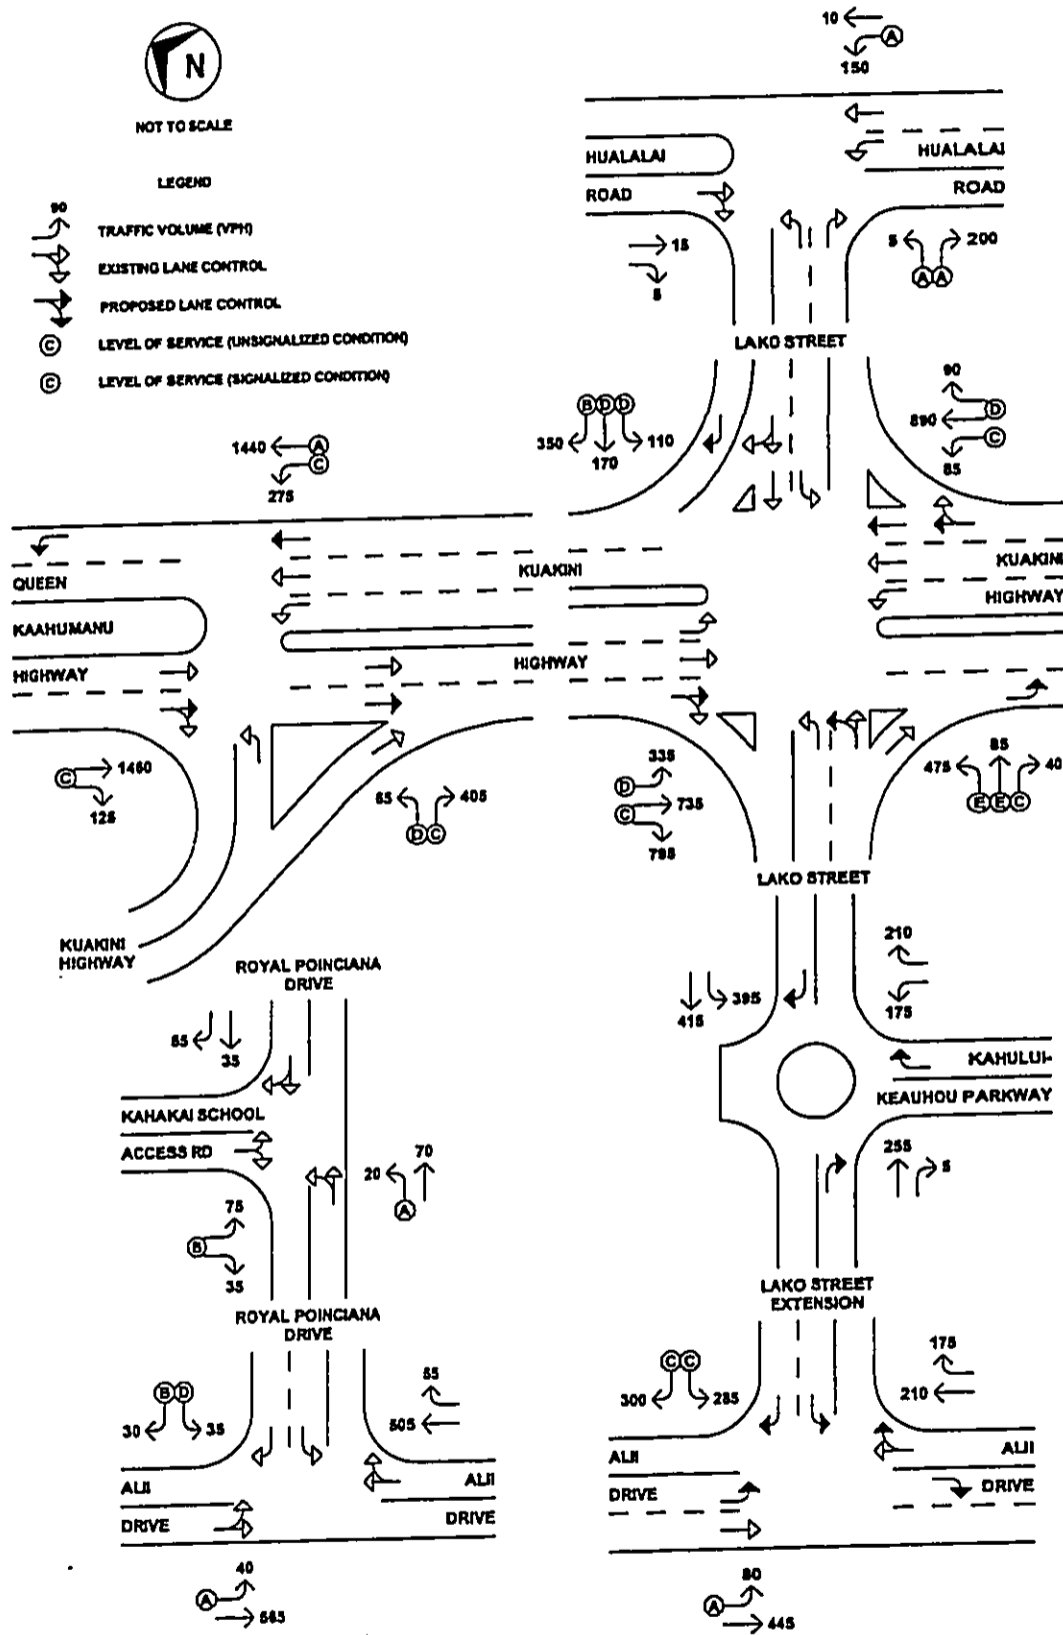 N
NOT TO SCALE
LEGEND
90
TRAFFIC VOLUME (VPH)
EXISTING LANE CONTROL
PROPOSED LANE CONTROL
C LEVEL OF SERVICE (UNSIGNALIZED CONDITION)
C LEVEL OF SERVICE (SIGNALIZED CONDITION)
10
A
150
HUALALAI
ROAD
HUALALAI
ROAD
15
5
5 200
A A
LAKO STREET
B D D
350 110
170
90
D
890
C
85
1440 A
C
275
QUEEN
KAAHUMANU
HIGHWAY
KUAKINI
HIGHWAY
KUAKINI
HIGHWAY
C 1460
125
65 405
D C
335
D
C 735
795
85
475 40
E E C
LAKO STREET
KUAKINI
HIGHWAY
ROYAL POINCIANA
DRIVE
85
35
KAHAKAI SCHOOL
ACCESS RD
70
20
A
75
B
35
ROYAL POINCIANA
DRIVE
395
415
210
175
KAHULUI-
KEAUHOU PARKWAY
255
5
LAKO STREET
EXTENSION
B D
30 35
55
505
ALII
DRIVE
ALII
DRIVE
40
A
565
C C
300 285
175
210
ALII
DRIVE
ALII
DRIVE
80
A
445